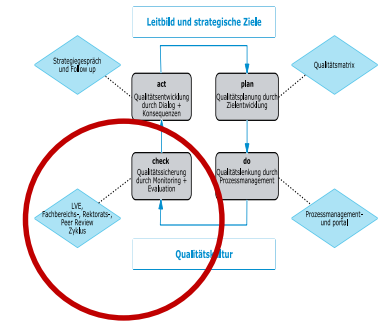 Leitbild und strategische Ziele
Strategiegespräch
und Follow up
act
Qualitätsentwicklung
durch Dialog +
Konsequenzen
plan
Qualitätsplanung durch
Zielentwicklung
Qualitätsmatrix
check
Qualitätssicherung
durch Monitoring +
Evaluation
do
Qualitätslenkung durch
Prozessmanagement
LVE,
Fachbereichs-, Rektorats-,
Peer Review
Zyklus
Prozessmanagement-
und portal
Qualitätskultur